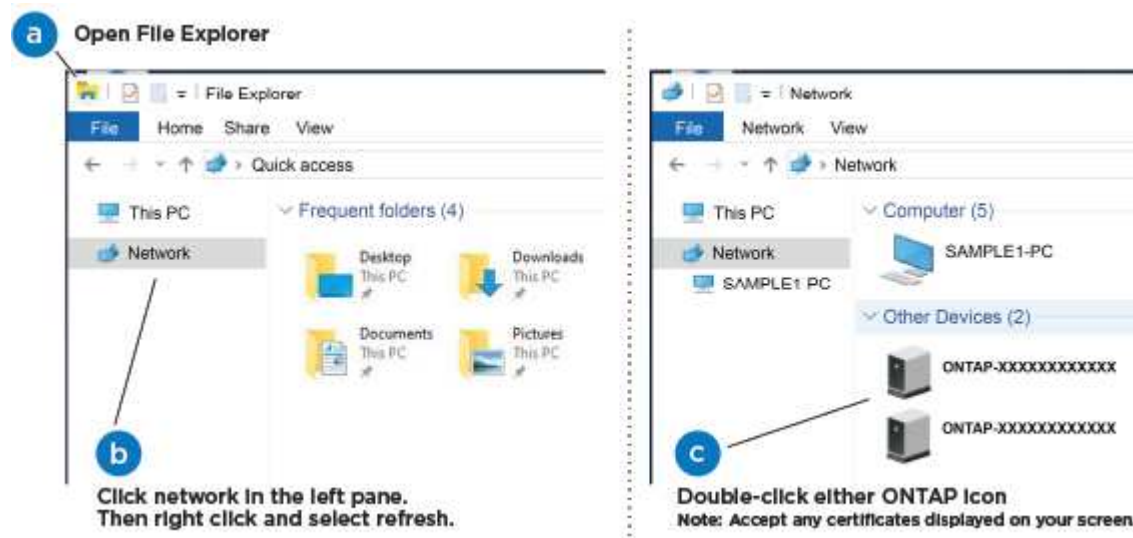 a Open File Explorer
File Explorer
File Home Share View
Quick access
This PC
Network
Frequent folders (4)
Desktop
This PC
Downloads
This PC
Documents
This PC
Pictures
This PC
b
Click network in the left pane.
Then right click and select refresh.
Network
File Network View
Network
This PC
Network
SAMPLE1 PC
Computer (5)
SAMPLE1-PC
Other Devices (2)
ONTAP-XXXXXXXXXXXX
ONTAP-XXXXXXXXXXXX
c
Double-click either ONTAP icon
Note: Accept any certificates displayed on your screen